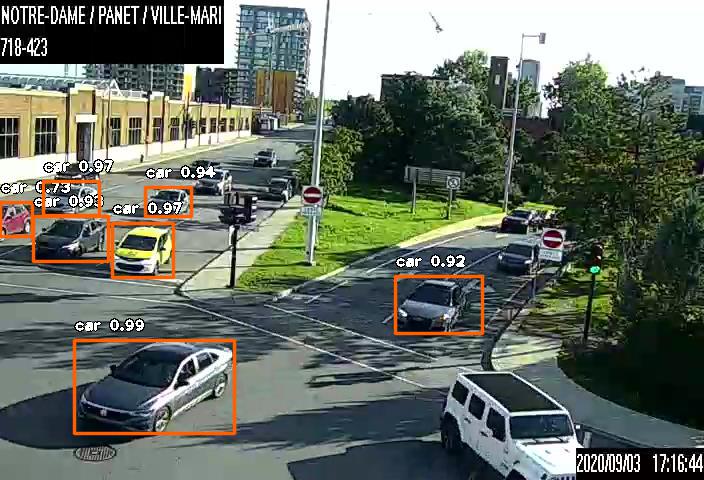 NOTRE-DAME / PANET / VILLE-MARI
718-423
car 0.97
car 0.94
car 0.73
car 0.93
car 0.97
car 0.92
car 0.99
2020/09/03 17:16:44